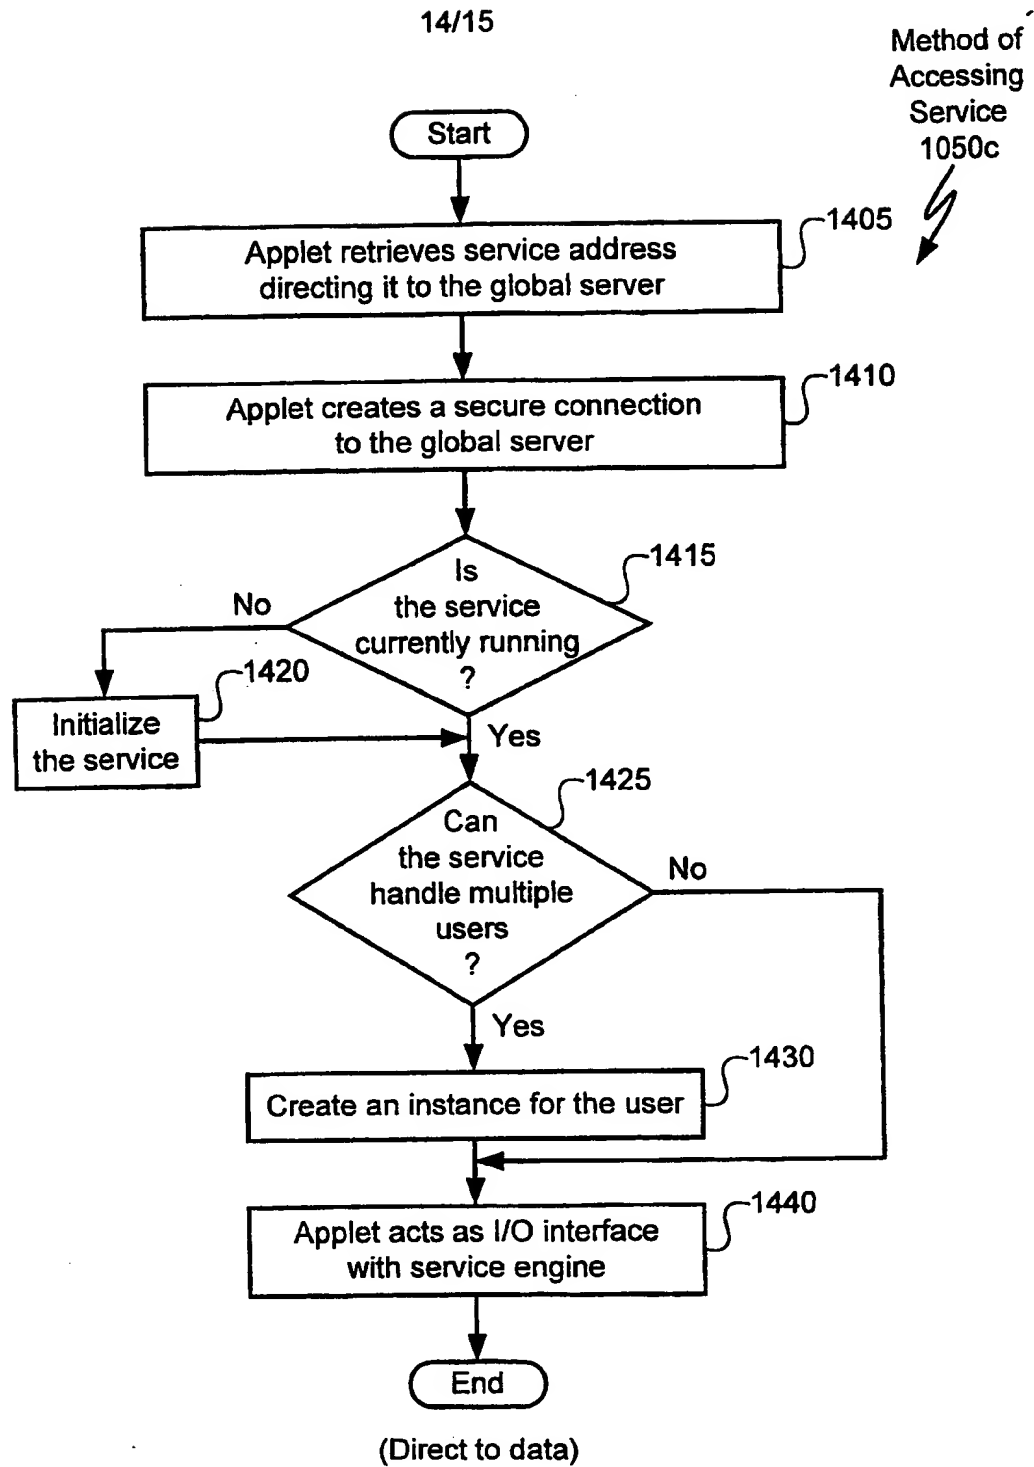 14/15
Method of
Accessing
Service
1050c
Start
1405
Applet retrieves service address
directing it to the global server
1410
Applet creates a secure connection
to the global server
1415
Is
the service
currently running
?
No
1420
Initialize
the service
Yes
1425
Can
the service
handle multiple
users
?
No
Yes
1430
Create an instance for the user
1440
Applet acts as I/O interface
with service engine
End
(Direct to data)